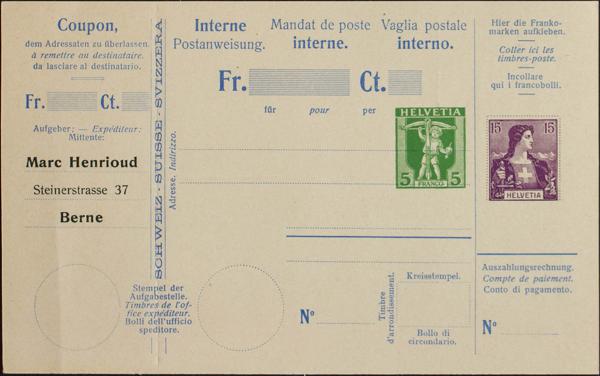 Coupon,
dem Adressaten zu überlassen.
à remettre au destinataire.
da lasciare al destinatario.
Fr. Ct.
Aufgeber; — Expéditeur;
Mittente:
Marc Henrioud
Steinerstrasse 37
Berne
SCHWEIZ - SUISSE - SVIZZERA
Adresse. Indirizzo.
Stempel der
Aufgabestelle.
Timbres de l'of-
fice expéditeur.
Bolli dell'ufficio
speditore.
Interne
Postanweisung.
Mandat de poste
interne.
Vaglia postale
interno.
Fr. Ct.
für pour per
HELVETIA
5 FRANCO 5
Nº
Timbre
d'arrondissement.
Kreisstempel.
Bollo di
circondario.
Hier die Franko-
marken aufkleben.
Coller ici les
timbres-poste.
Incollare
qui i francobolli.
15 15
HELVETIA
Auszahlungsrechnung.
Compte de paiement.
Conto di pagamento.
Nº